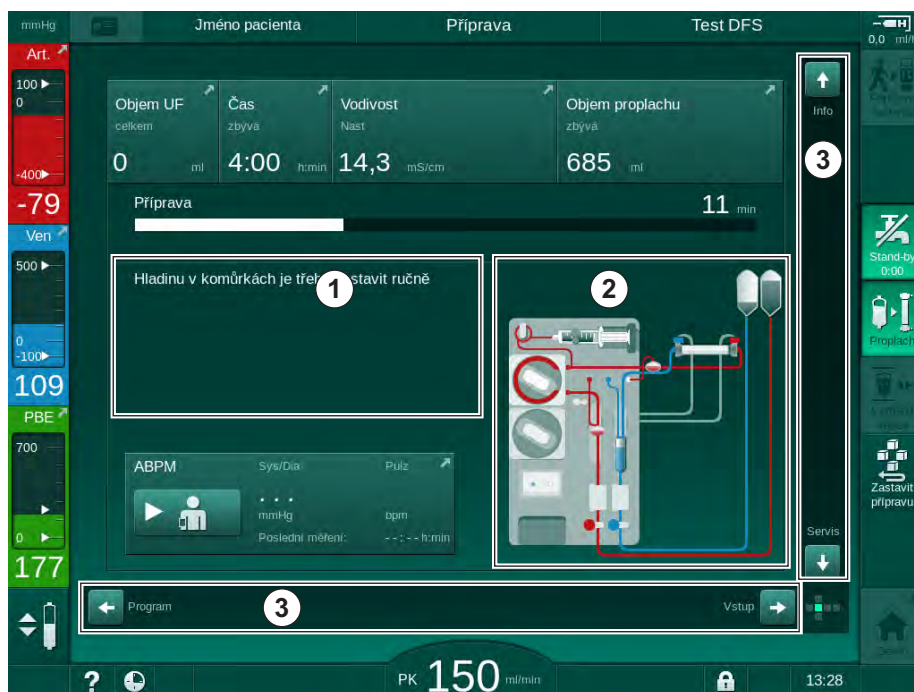 mmHg
Jméno pacienta
Příprava
Test DFS
0,0 ml/h
Art.
100
0
-400
-79
Ven
500
0
-100
109
PBE
700
0
177
Objem UF
celkem
0 ml
Čas
zbývá
4:00 h:min
Vodivost
Nast
14,3 mS/cm
Objem proplachu
zbývá
685 ml
Příprava
11 min
Hladinu v komůrkách je
1
stavit ručně
2
ABPM
Sys/Dia
Pulz
. . .
mmHg
bpm
Poslední měření:
--:-- h:min
Info
3
Servis
Program
3
Vstup
Stand-by
0:00
Proplach
Zastavit
přípravu
? PK 150 ml/min
13:28